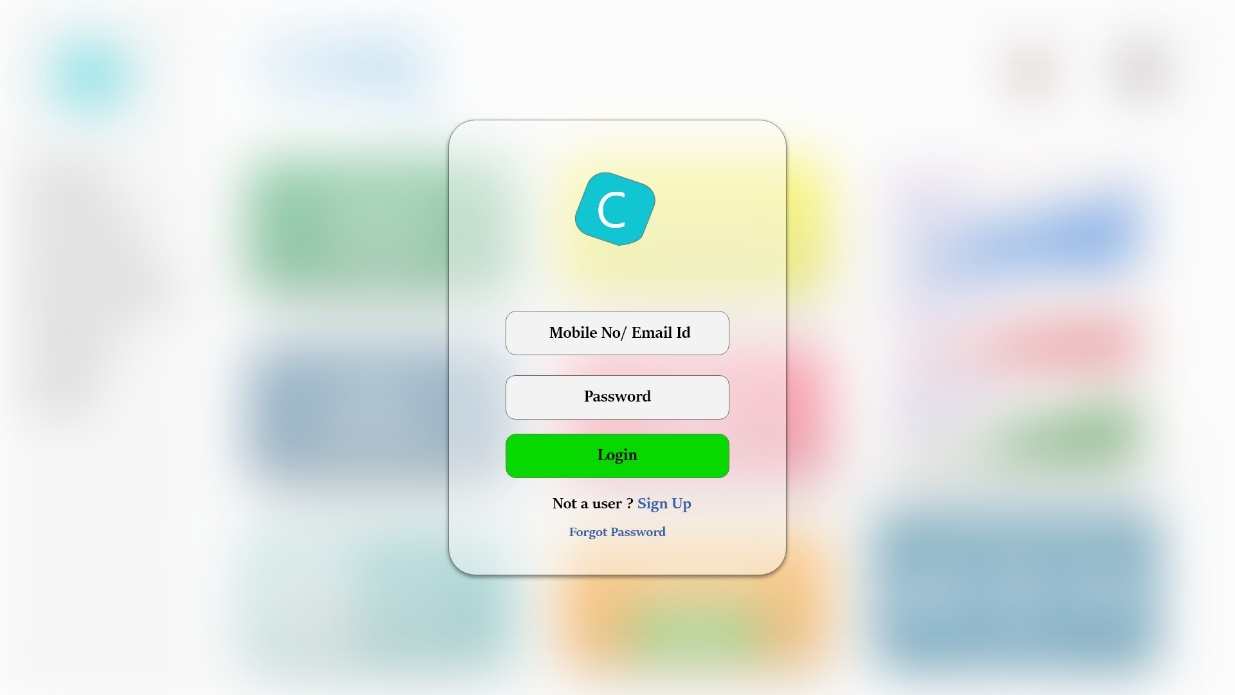 C
Mobile No/ Email Id
Password
Login
Not a user ? Sign Up
Forgot Password